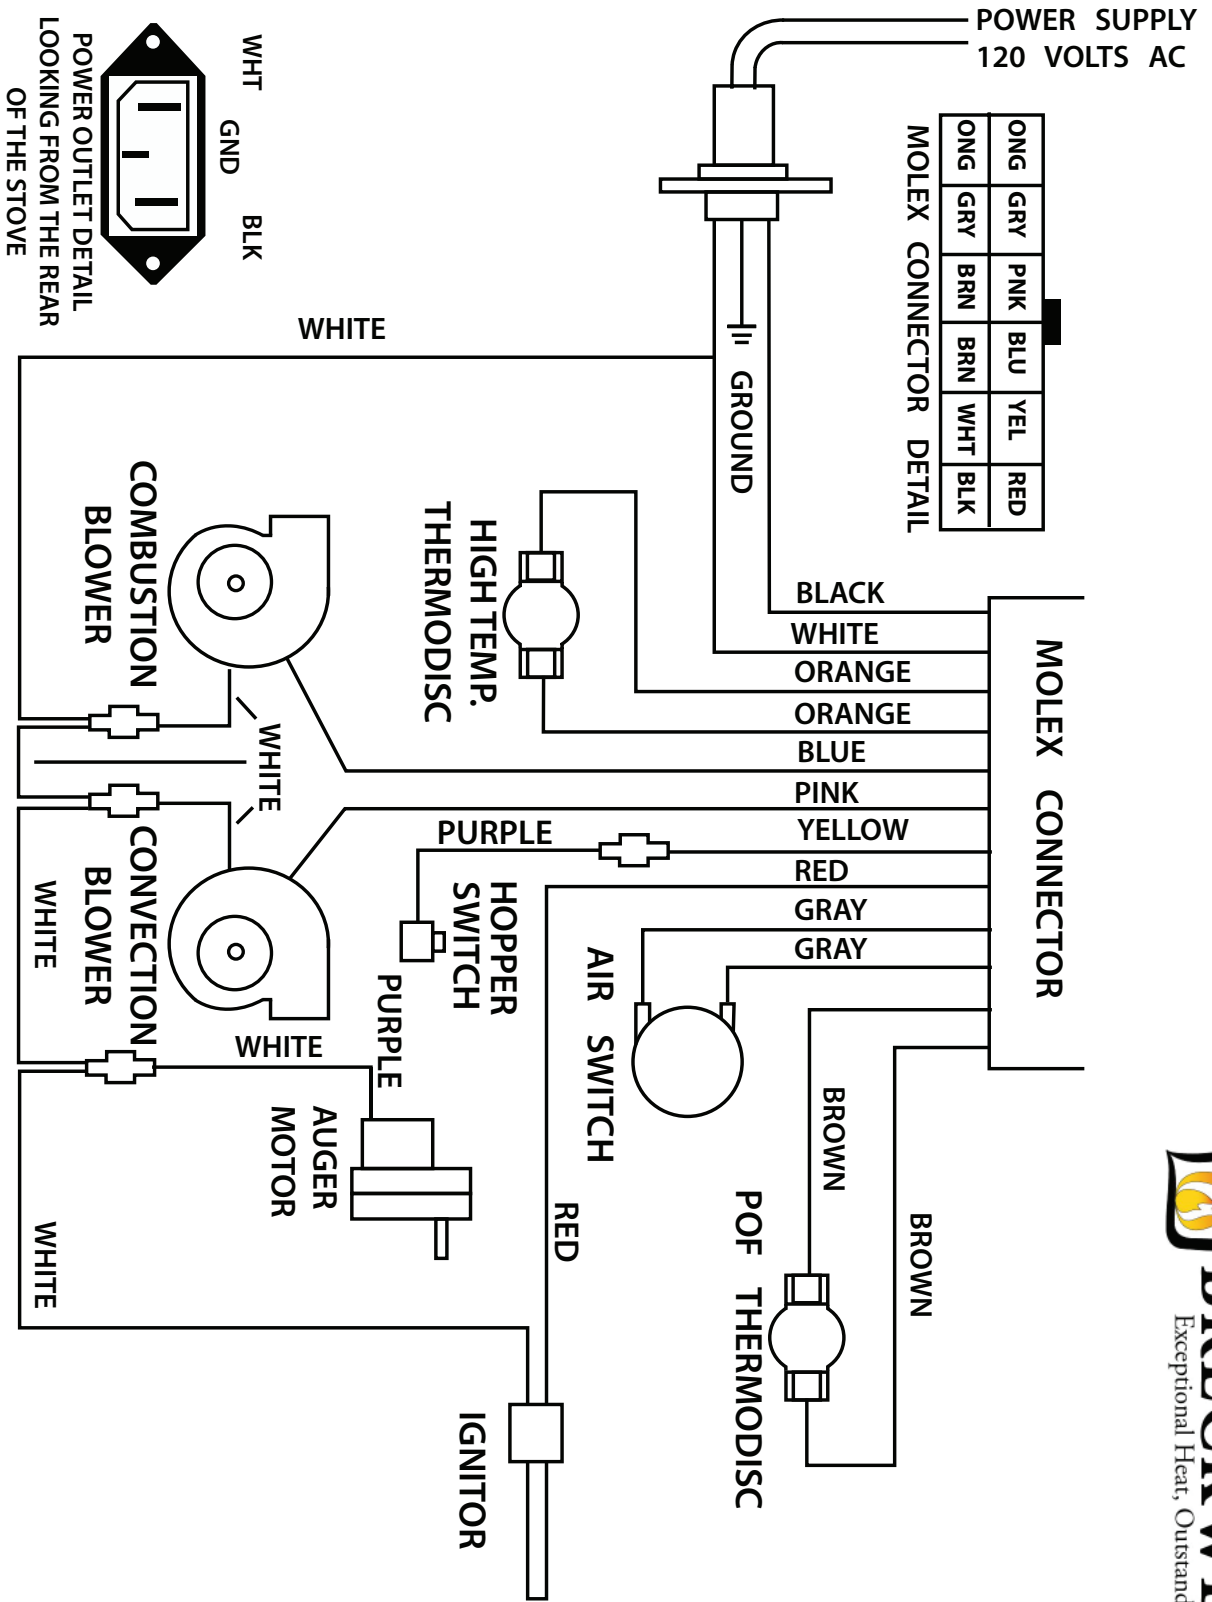 POWER SUPPLY
120 VOLTS AC
WHT
GND
BLK
POWER OUTLET DETAIL
LOOKING FROM THE REAR
OF THE STOVE
ONG GRY PNK BLU YEL RED
ONG GRY BRN BRN WHT BLK
MOLEX CONNECTOR DETAIL
WHITE
GROUND
COMBUSTION
BLOWER
HIGH TEMP.
THERMODISC
MOLEX CONNECTOR
BLACK
WHITE
ORANGE
ORANGE
BLUE
PINK
YELLOW
RED
GRAY
GRAY
WHITE
PURPLE
HOPPER
SWITCH
PURPLE
AIR SWITCH
CONVECTION
BLOWER
WHITE
WHITE
AUGER
MOTOR
RED
BROWN
BROWN
POF THERMODISC
WHITE
IGNITOR
Exceptional Heat,